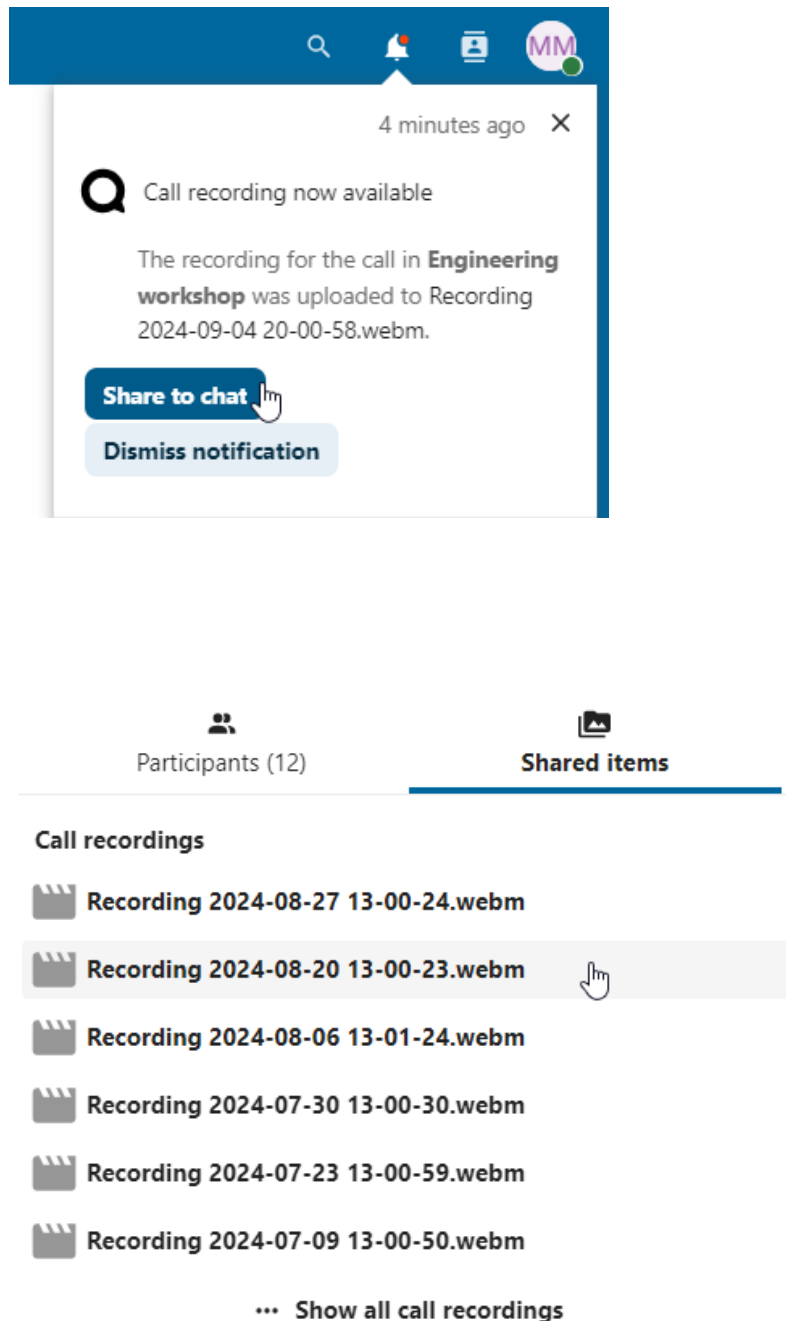 MM
4 minutes ago
Call recording now available
The recording for the call in Engineering
workshop was uploaded to Recording
2024-09-04 20-00-58.webm.
Share to chat
Dismiss notification
Participants (12)
Shared items
Call recordings
Recording 2024-08-27 13-00-24.webm
Recording 2024-08-20 13-00-23.webm
Recording 2024-08-06 13-01-24.webm
Recording 2024-07-30 13-00-30.webm
Recording 2024-07-23 13-00-59.webm
Recording 2024-07-09 13-00-50.webm
••• Show all call recordings